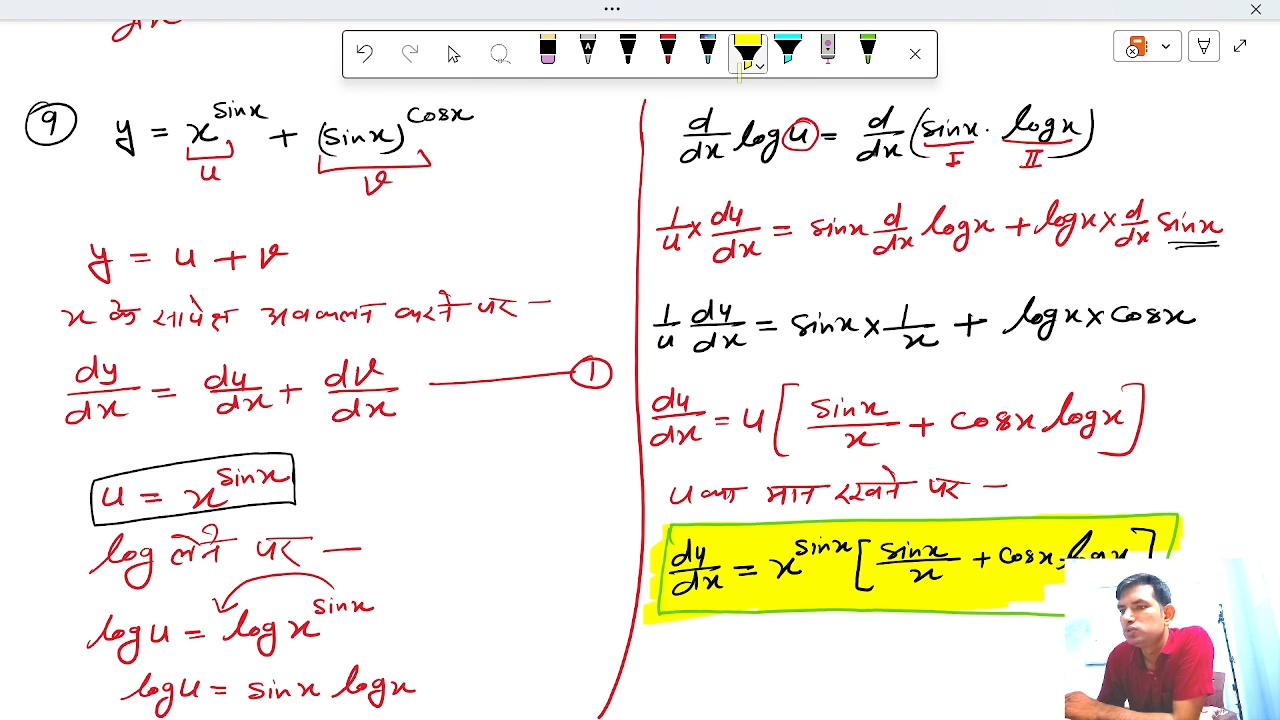 dx
9 y = x^sinx + (sinx)^cosx
u v
y = u + v
x के सापेक्ष अवकलन करने पर –
dy/dx = du/dx + dv/dx — 1
u = x^sinx
log लेने पर –
log u = log x^sinx
log u = sinx log x
d/dx log u = d/dx (sinx · log x)
I II
1/u × du/dx = sinx d/dx log x + log x × d/dx sinx
1/u du/dx = sinx × 1/x + log x × cosx
du/dx = u [ sinx/x + cosx log x ]
u का मान रखने पर –
du/dx = x^sinx [ sinx/x + cosx · log x ]